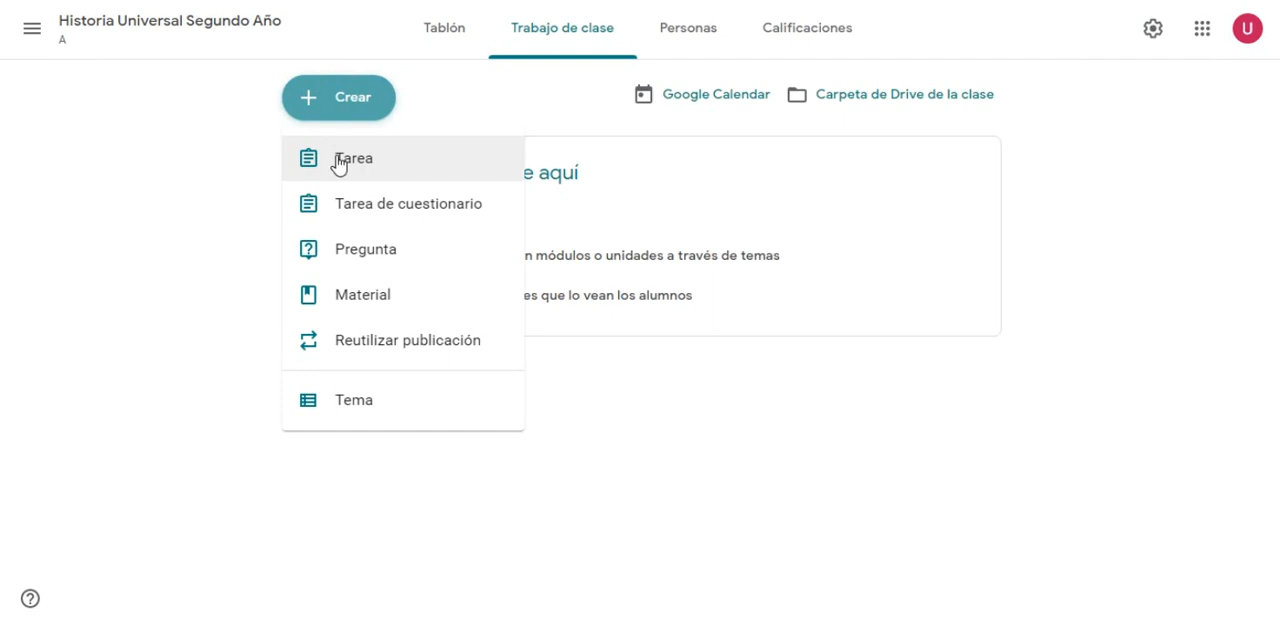 Historia Universal Segundo Año
A
Tablón
Trabajo de clase
Personas
Calificaciones
U
Crear
Google Calendar
Carpeta de Drive de la clase
Tarea
e aquí
Tarea de cuestionario
Pregunta
n módulos o unidades a través de temas
Material
es que lo vean los alumnos
Reutilizar publicación
Tema